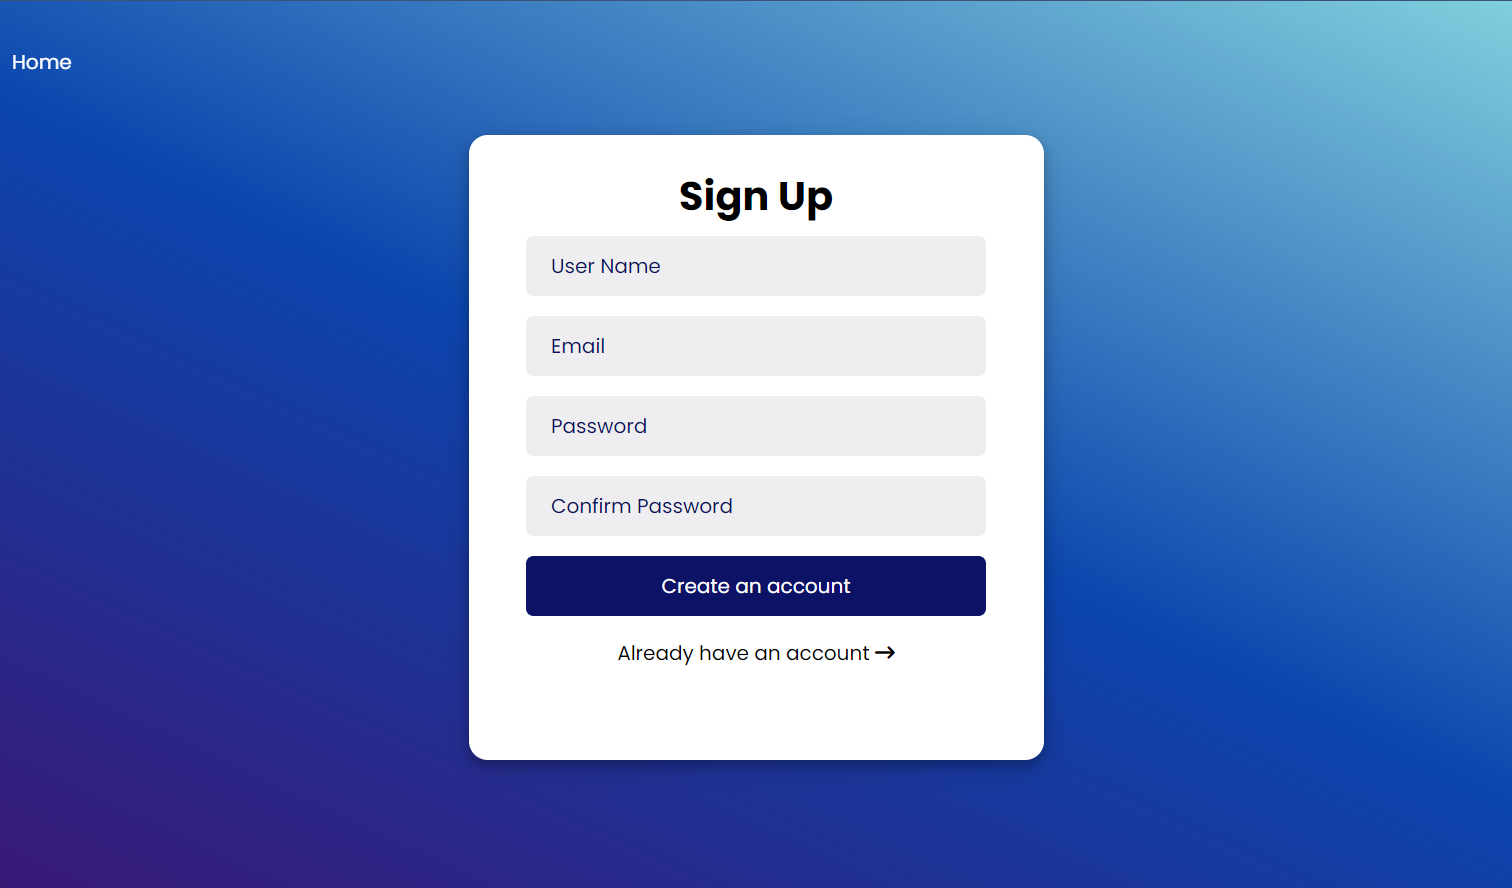 Home
Sign Up
User Name
Email
Password
Confirm Password
Create an account
Already have an account →